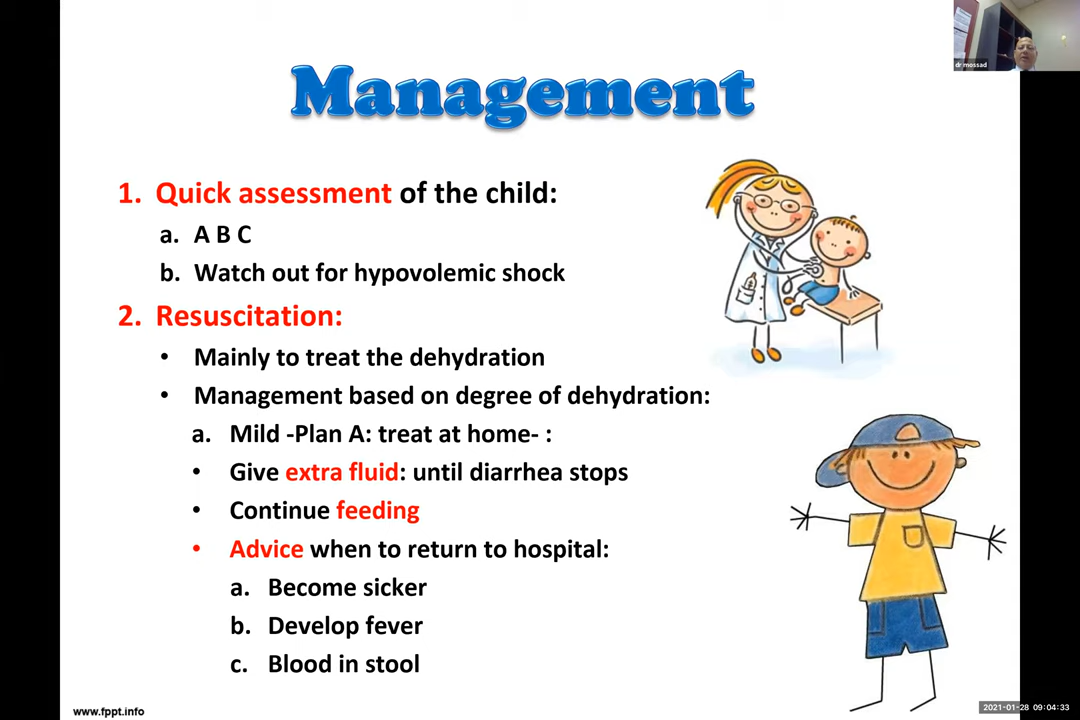 dr mossad
Management
1. Quick assessment of the child:
a. A B C
b. Watch out for hypovolemic shock
2. Resuscitation:
• Mainly to treat the dehydration
• Management based on degree of dehydration:
a. Mild -Plan A: treat at home- :
• Give extra fluid: until diarrhea stops
• Continue feeding
• Advice when to return to hospital:
a. Become sicker
b. Develop fever
c. Blood in stool
www.fppt.info
2021-01-28 09:04:33